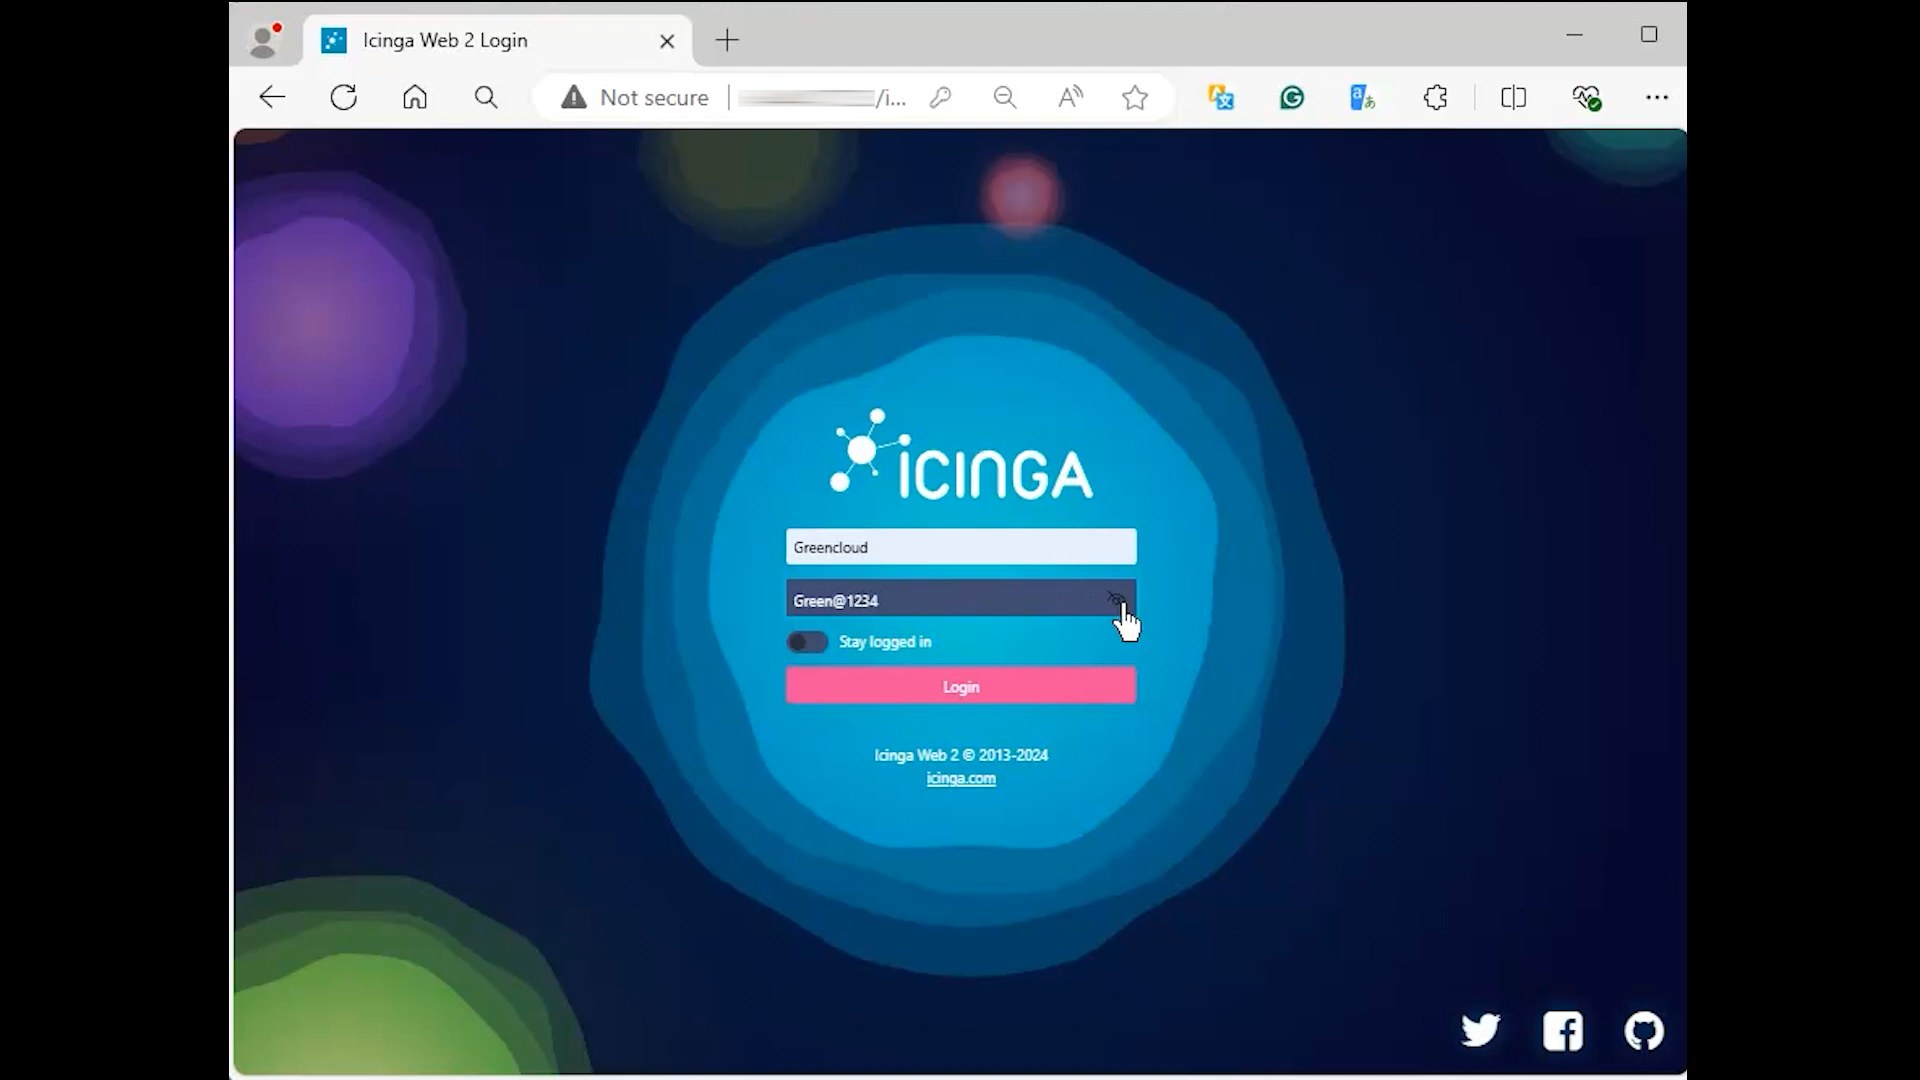 Icinga Web 2 Login
Not secure
/i...
ICINGA
Greencloud
Green@1234
Stay logged in
Login
Icinga Web 2 © 2013-2024
icinga.com